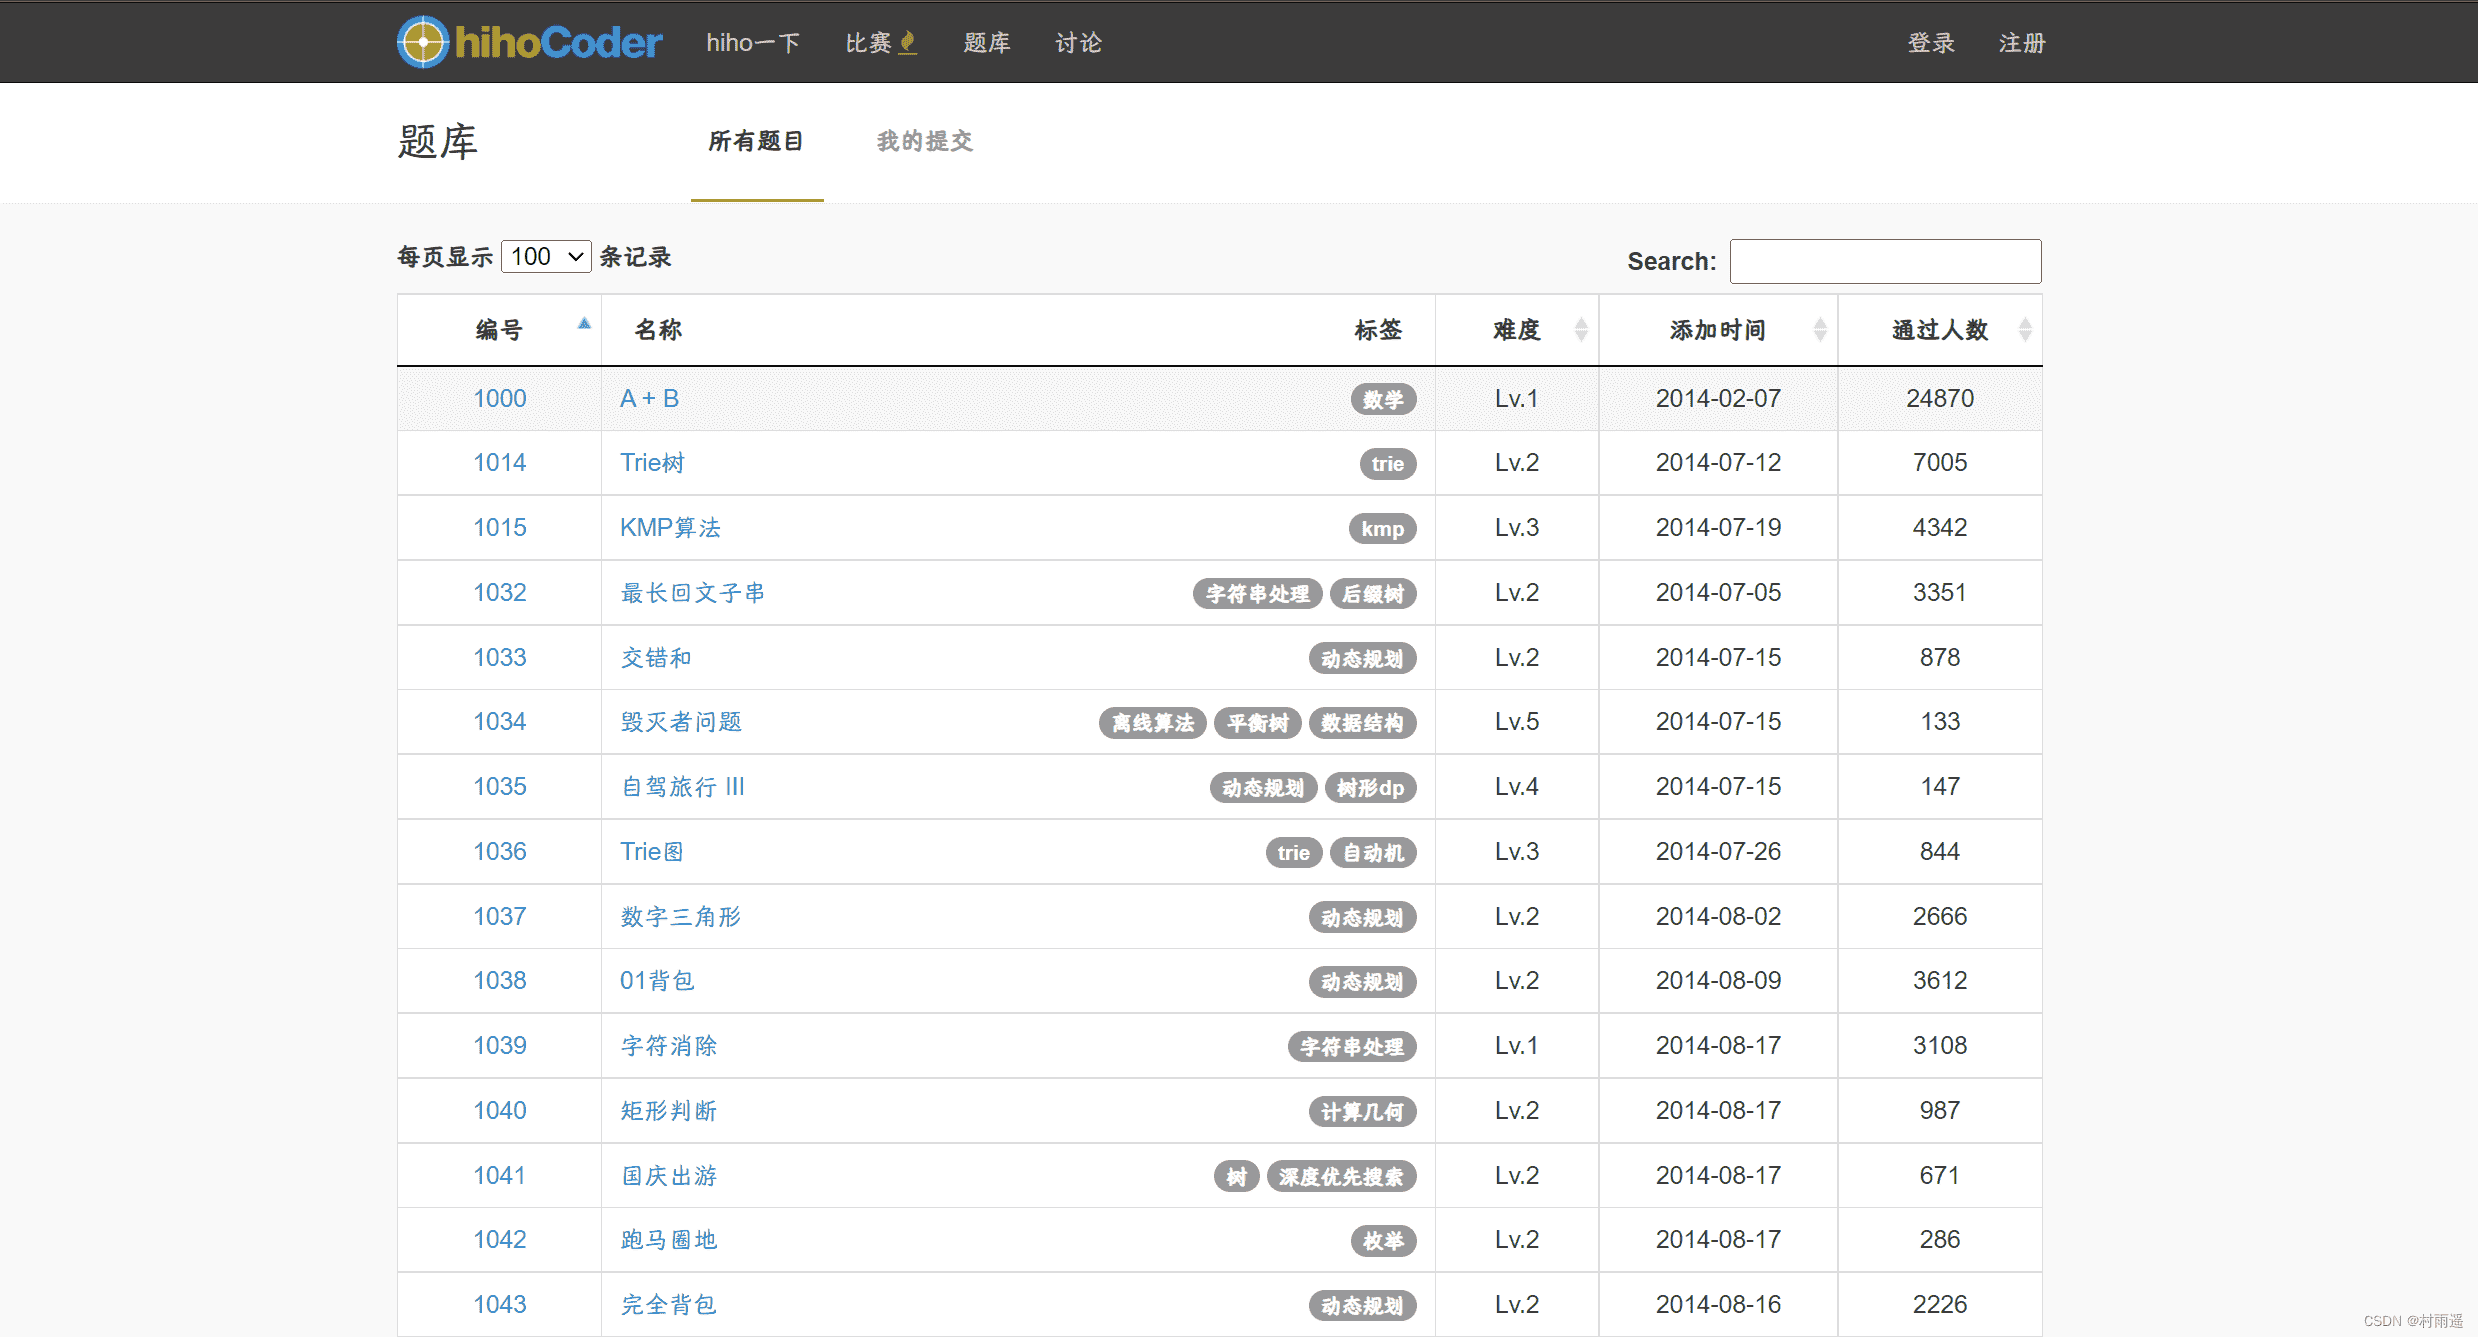 hihoCoder hiho一下 比赛 题库 讨论 登录 注册
题库 所有题目 我的提交
每页显示 100 条记录 Search:
编号 名称 标签 难度 添加时间 通过人数
1000 A + B 数学 Lv.1 2014-02-07 24870
1014 Trie树 trie Lv.2 2014-07-12 7005
1015 KMP算法 kmp Lv.3 2014-07-19 4342
1032 最长回文子串 字符串处理 后缀树 Lv.2 2014-07-05 3351
1033 交错和 动态规划 Lv.2 2014-07-15 878
1034 毁灭者问题 离线算法 平衡树 数据结构 Lv.5 2014-07-15 133
1035 自驾旅行 III 动态规划 树形dp Lv.4 2014-07-15 147
1036 Trie图 trie 自动机 Lv.3 2014-07-26 844
1037 数字三角形 动态规划 Lv.2 2014-08-02 2666
1038 01背包 动态规划 Lv.2 2014-08-09 3612
1039 字符消除 字符串处理 Lv.1 2014-08-17 3108
1040 矩形判断 计算几何 Lv.2 2014-08-17 987
1041 国庆出游 树 深度优先搜索 Lv.2 2014-08-17 671
1042 跑马圈地 枚举 Lv.2 2014-08-17 286
1043 完全背包 动态规划 Lv.2 2014-08-16 2226
CSDN @村雨遥